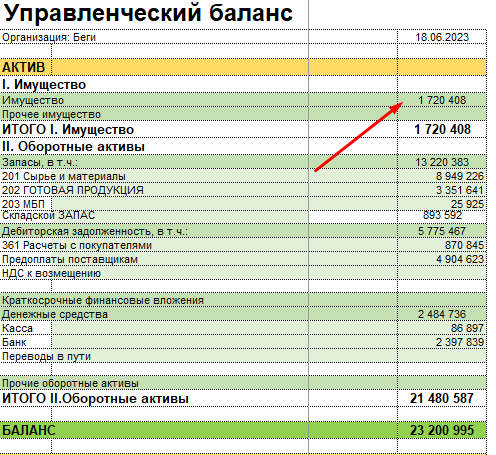 Управленческий баланс
Организация: Беги 18.06.2023
АКТИВ
I. Имущество
Имущество 1 720 408
Прочее имущество
ИТОГО I. Имущество 1 720 408
II. Оборотные активы
Запасы, в т.ч.: 13 220 383
201 Сырье и материалы 8 949 226
202 ГОТОВАЯ ПРОДУКЦИЯ 3 351 641
203 МБП 25 925
Складской ЗАПАС 893 592
Дебиторская задолженность, в т.ч.: 5 775 467
361 Расчеты с покупателями 870 845
Предоплаты поставщикам 4 904 623
НДС к возмещению
Краткосрочные финансовые вложения
Денежные средства 2 484 736
Касса 86 897
Банк 2 397 839
Переводы в пути
Прочие оборотные активы
ИТОГО II.Оборотные активы 21 480 587
БАЛАНС 23 200 995